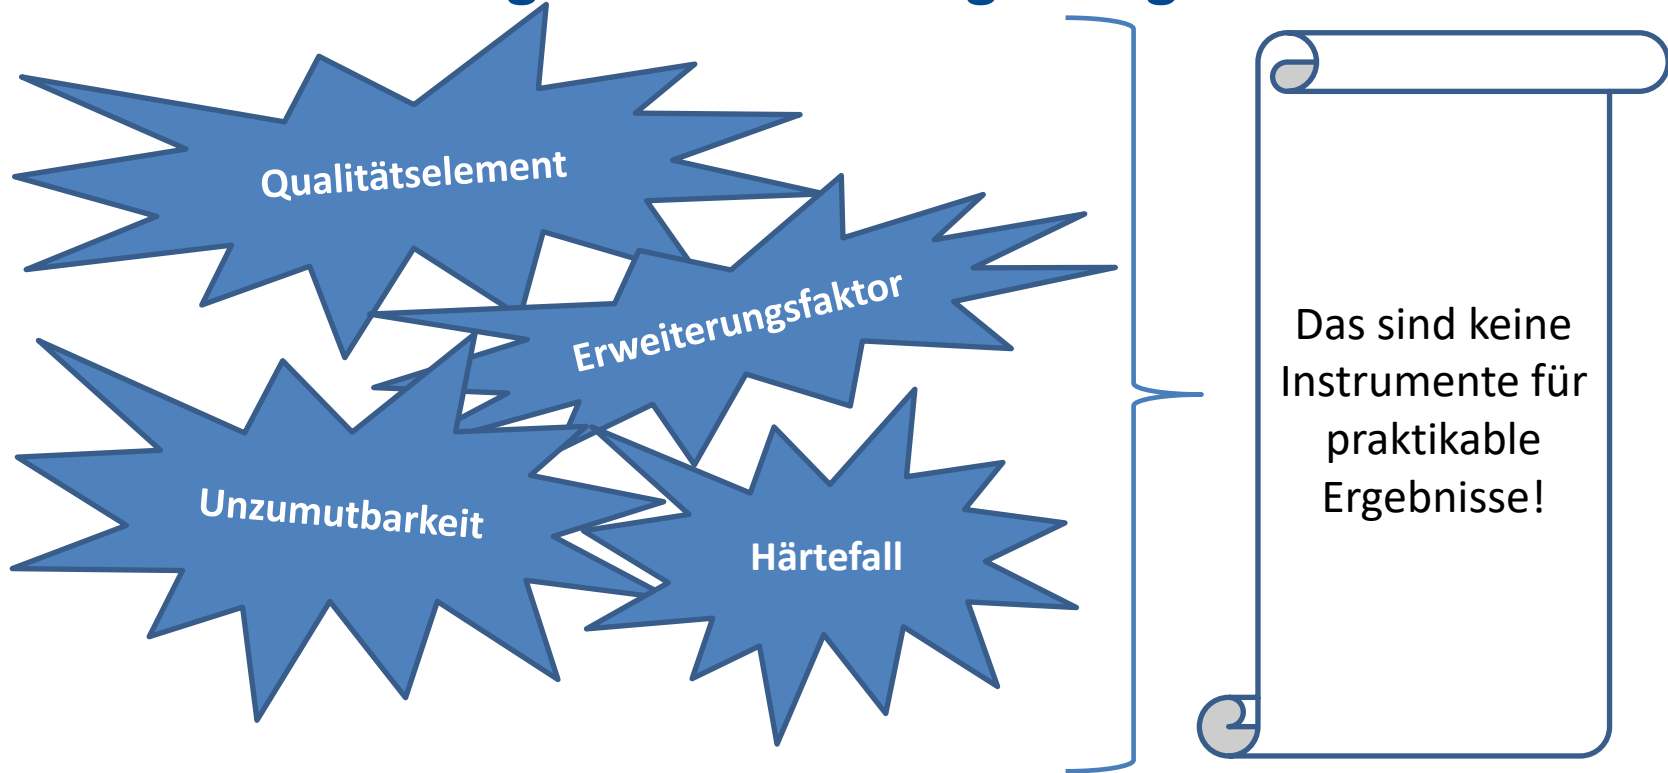 Qualitätselement
Erweiterungsfaktor
Unzumutbarkeit
Härtefall
Das sind keine
Instrumente für
praktikable
Ergebnisse!